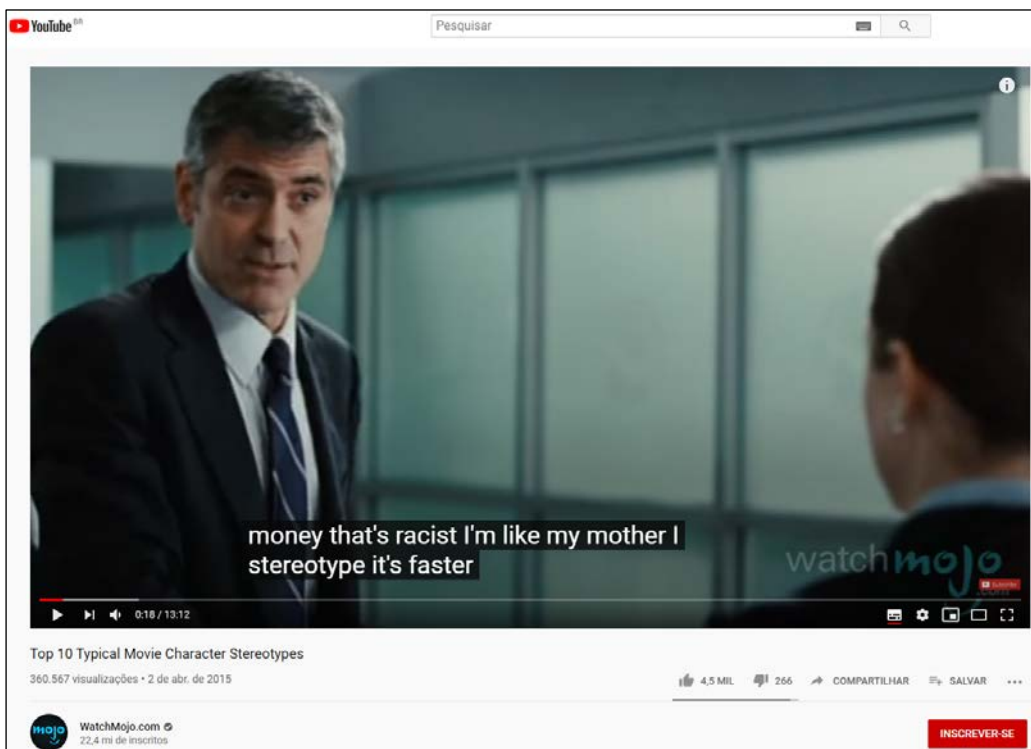 YouTube BR
Pesquisar
money that's racist I'm like my mother I
stereotype it's faster
watchmojo
.com
0:18 / 13:12
Top 10 Typical Movie Character Stereotypes
360.567 visualizações • 2 de abr. de 2015
4,5 MIL 266 COMPARTILHAR SALVAR
mojo
WatchMojo.com
22,4 mi de inscritos
INSCREVER-SE